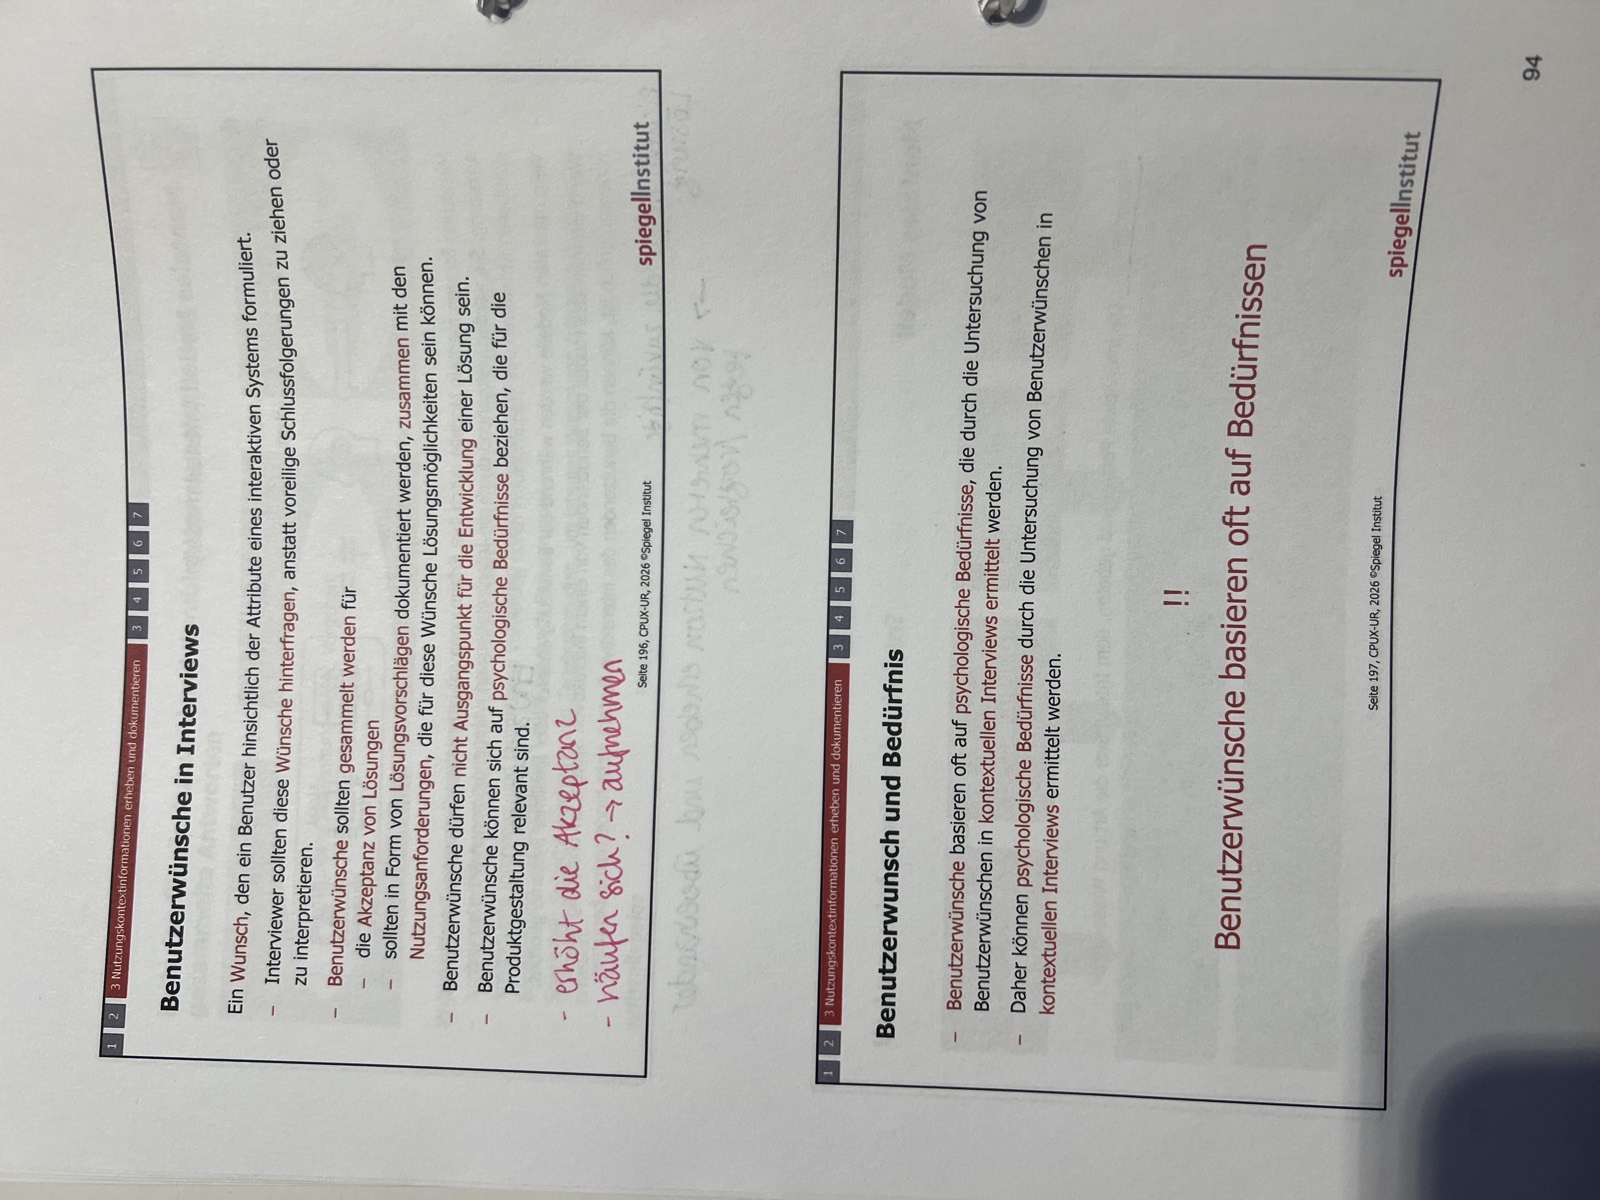 1 2 3 Nutzungskontextinformationen erheben und dokumentieren 3 4 5 6 7
Benutzerwünsche in Interviews
Ein Wunsch, den ein Benutzer hinsichtlich der Attribute eines interaktiven Systems formuliert.
– Interviewer sollten diese Wünsche hinterfragen, anstatt voreilige Schlussfolgerungen zu ziehen oder
zu interpretieren.
– Benutzerwünsche sollten gesammelt werden für
– die Akzeptanz von Lösungen
– sollten in Form von Lösungsvorschlägen dokumentiert werden, zusammen mit den
Nutzungsanforderungen, die für diese Wünsche Lösungsmöglichkeiten sein können.
– Benutzerwünsche dürfen nicht Ausgangspunkt für die Entwicklung einer Lösung sein.
– Benutzerwünsche können sich auf psychologische Bedürfnisse beziehen, die für die
Produktgestaltung relevant sind.
- erhöht die Akzeptanz
- häufen sich? → aufnehmen
Seite 196, CPUX-UR, 2026 ©Spiegel Institut
spiegelInstitut
1 2 3 Nutzungskontextinformationen erheben und dokumentieren 3 4 5 6 7
Benutzerwunsch und Bedürfnis
– Benutzerwünsche basieren oft auf psychologische Bedürfnisse, die durch die Untersuchung von
Benutzerwünschen in kontextuellen Interviews ermittelt werden.
– Daher können psychologische Bedürfnisse durch die Untersuchung von Benutzerwünschen in
kontextuellen Interviews ermittelt werden.
!!
Benutzerwünsche basieren oft auf Bedürfnissen
Seite 197, CPUX-UR, 2026 ©Spiegel Institut
spiegelInstitut
94